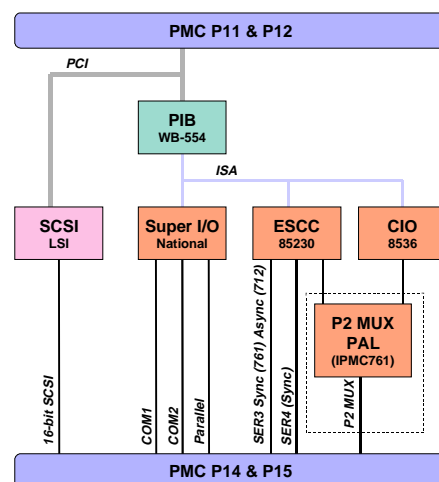 PMC P11 & P12
PCI
PIB
WB-554
ISA
SCSI
LSI
Super I/O
National
ESCC
85230
CIO
8536
P2 MUX
PAL
(IPMC761)
16-bit SCSI
COM1
COM2
Parallel
SER3 Sync (761) Async (712)
SER4 (Sync)
P2 MUX
PMC P14 & P15